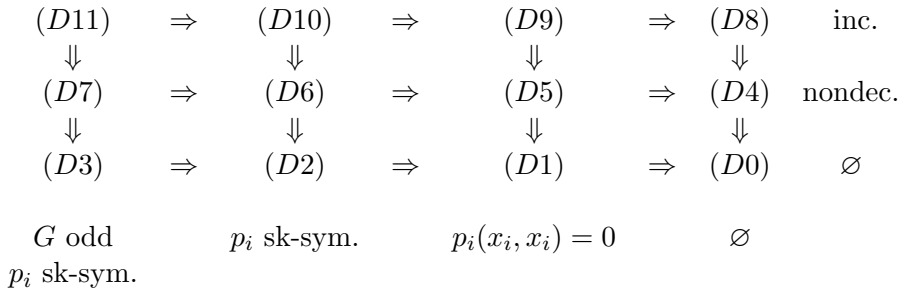 (D11) ⇒ (D10) ⇒ (D9) ⇒ (D8) inc.
⇓ ⇓ ⇓ ⇓
(D7) ⇒ (D6) ⇒ (D5) ⇒ (D4) nondec.
⇓ ⇓ ⇓ ⇓
(D3) ⇒ (D2) ⇒ (D1) ⇒ (D0) ∅
G odd p_i sk-sym. p_i(x_i, x_i) = 0 ∅
p_i sk-sym.